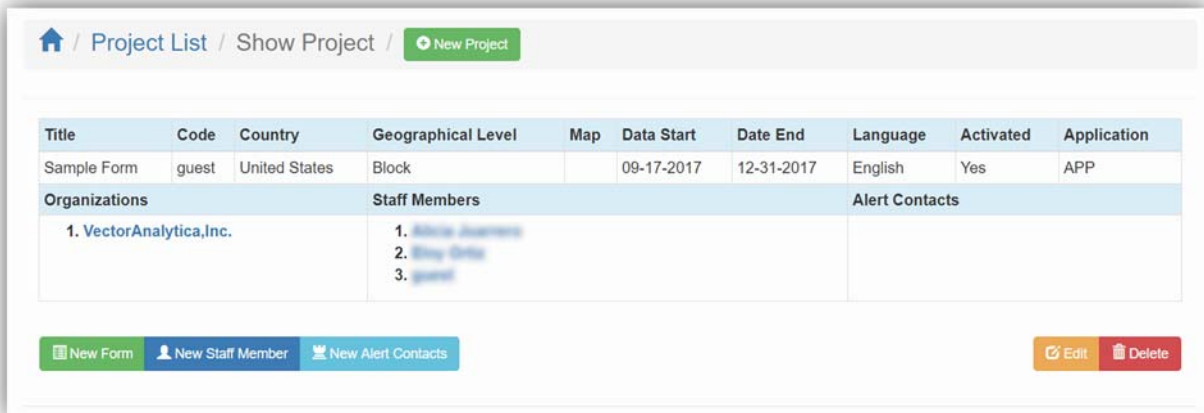 / Project List / Show Project / New Project
Title Code Country Geographical Level Map Data Start Date End Language Activated Application
Sample Form guest United States Block 09-17-2017 12-31-2017 English Yes APP
Organizations Staff Members Alert Contacts
1. VectorAnalytica,Inc. 1.
2.
3.
New Form New Staff Member New Alert Contacts Edit Delete